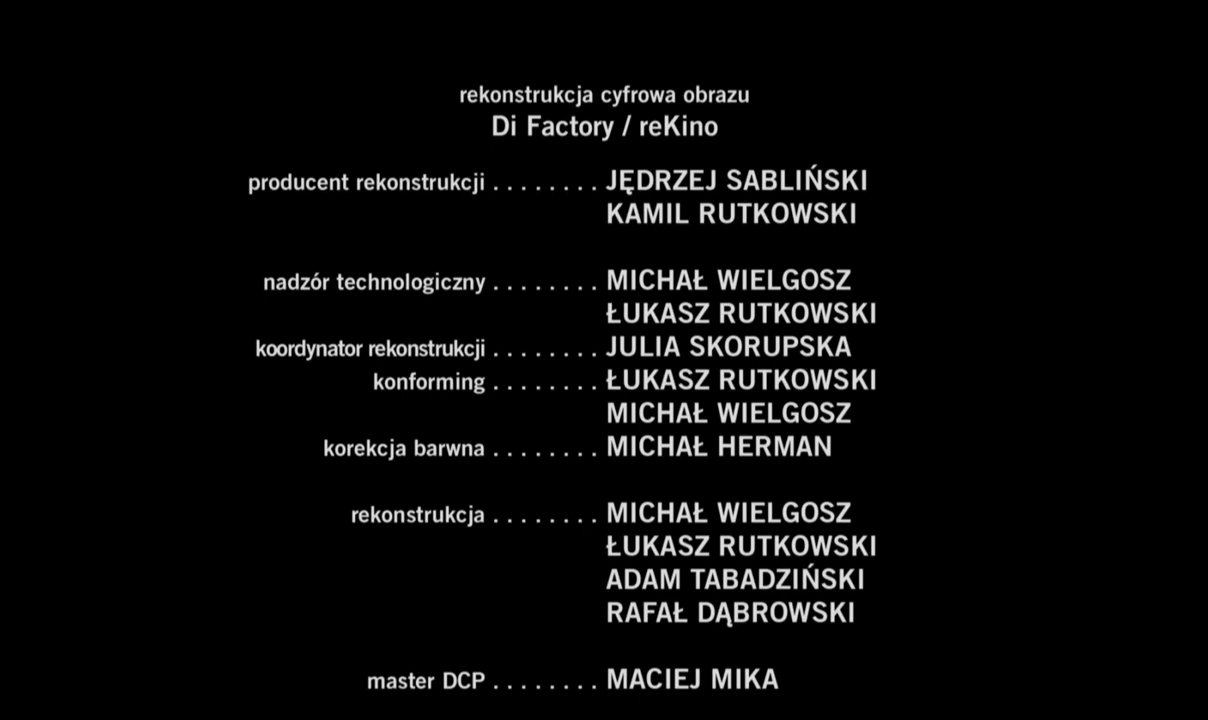 rekonstrukcja cyfrowa obrazu
Di Factory / reKino
producent rekonstrukcji . . . . . . . . JĘDRZEJ SABLIŃSKI
KAMIL RUTKOWSKI
nadzór technologiczny . . . . . . . . MICHAŁ WIELGOSZ
ŁUKASZ RUTKOWSKI
koordynator rekonstrukcji . . . . . . . . JULIA SKORUPSKA
konforming . . . . . . . . ŁUKASZ RUTKOWSKI
MICHAŁ WIELGOSZ
korekcja barwna . . . . . . . . MICHAŁ HERMAN
rekonstrukcja . . . . . . . . MICHAŁ WIELGOSZ
ŁUKASZ RUTKOWSKI
ADAM TABADZIŃSKI
RAFAŁ DĄBROWSKI
master DCP . . . . . . . . MACIEJ MIKA